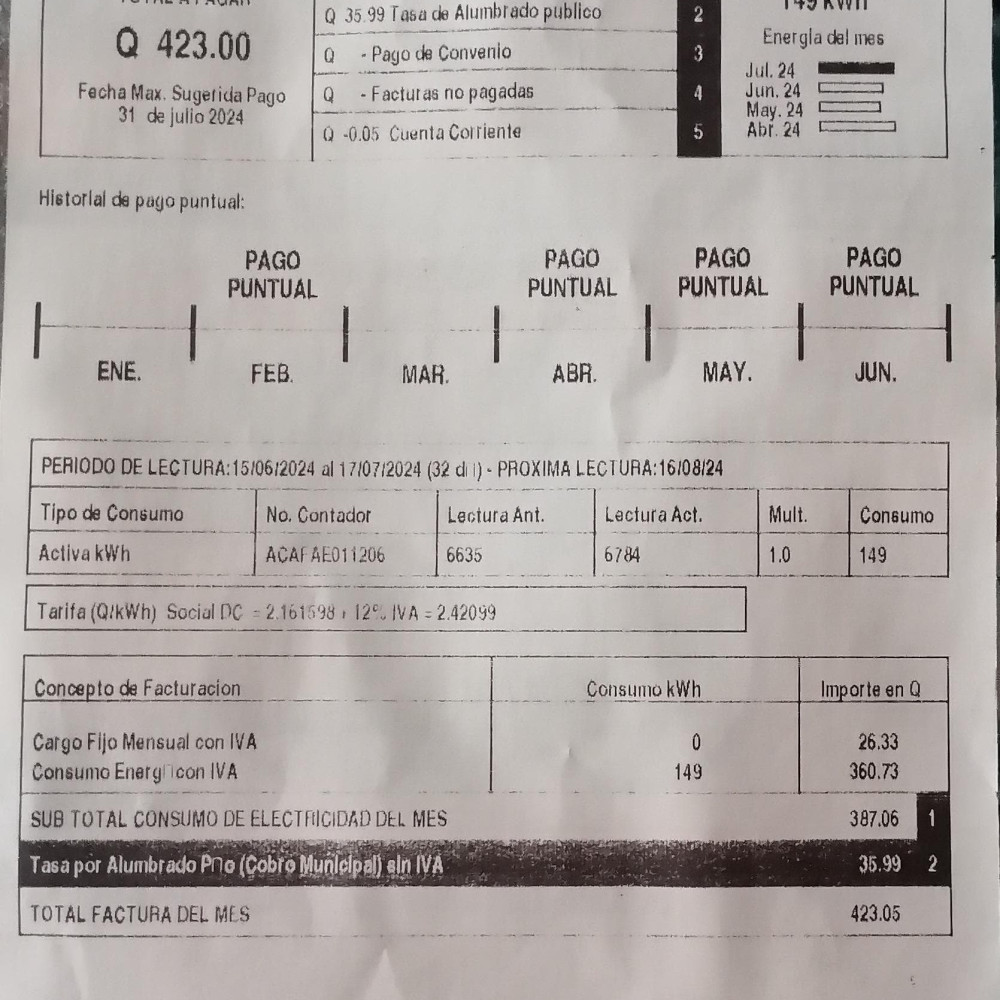 Q 423.00
Fecha Max. Sugerida Pago
31 de julio 2024
Q 35.99 Tasa de Alumbrado publico 2
Q - Pago de Convenio 3
Q - Facturas no pagadas 4
Q -0.05 Cuenta Corriente 5
149 kWh
Energia del mes
Jul. 24
Jun. 24
May. 24
Abr. 24
Historial de pago puntual:
PAGO PUNTUAL PAGO PUNTUAL PAGO PUNTUAL PAGO PUNTUAL
ENE. FEB. MAR. ABR. MAY. JUN.
PERIODO DE LECTURA:15/06/2024 al 17/07/2024 (32 - PROXIMA LECTURA:16/08/24
Tipo de Consumo No. Contador Lectura Ant. Lectura Act. Mult. Consumo
Activa kWh ACAFAE011206 6635 6784 1.0 149
Tarifa (Q/kWh) Social DC = 2.161598 + 12% IVA = 2.42099
Concepto de Facturacion Consumo kWh Importe en Q
Cargo Fijo Mensual con IVA 0 26.33
Consumo Energ con IVA 149 360.73
SUB TOTAL CONSUMO DE ELECTRICIDAD DEL MES 387.06 1
Tasa por Alumbrado (Cobro Municipal) sin IVA 35.99 2
TOTAL FACTURA DEL MES 423.05